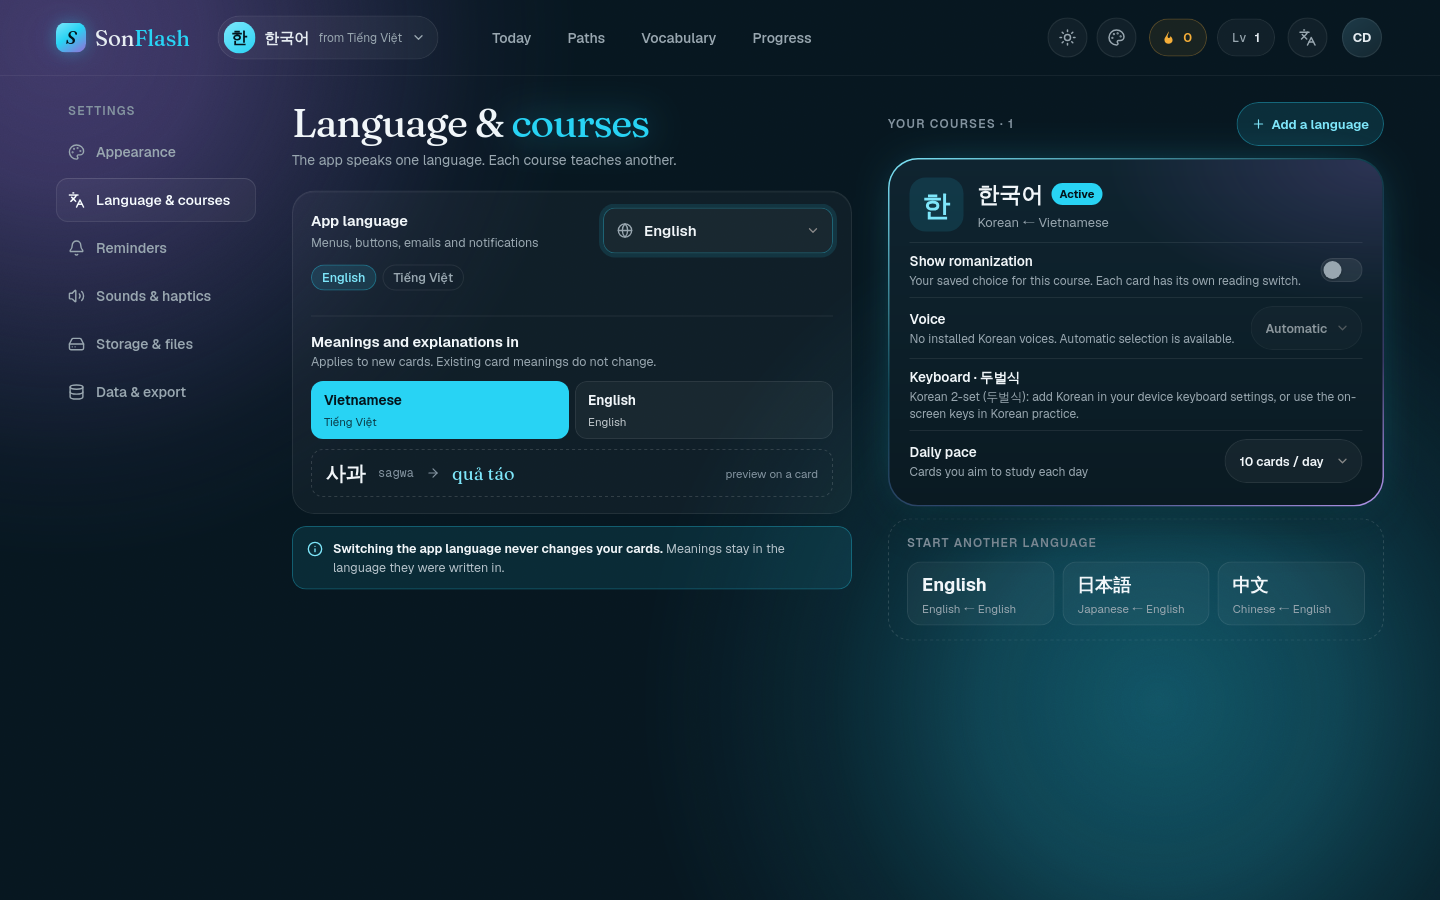 S SonFlash
한 한국어 from Tiếng Việt
Today Paths Vocabulary Progress
0
Lv 1
CD
SETTINGS
Appearance
Language & courses
Reminders
Sounds & haptics
Storage & files
Data & export
Language & courses
The app speaks one language. Each course teaches another.
App language
Menus, buttons, emails and notifications
English
English Tiếng Việt
Meanings and explanations in
Applies to new cards. Existing card meanings do not change.
Vietnamese
Tiếng Việt
English
English
사과 sagwa → quả táo preview on a card
Switching the app language never changes your cards. Meanings stay in the
language they were written in.
YOUR COURSES · 1
+ Add a language
한
한국어 Active
Korean ← Vietnamese
Show romanization
Your saved choice for this course. Each card has its own reading switch.
Voice
No installed Korean voices. Automatic selection is available.
Automatic
Keyboard · 두벌식
Korean 2-set (두벌식): add Korean in your device keyboard settings, or use the on-
screen keys in Korean practice.
Daily pace
Cards you aim to study each day
10 cards / day
START ANOTHER LANGUAGE
English
English ← English
日本語
Japanese ← English
中文
Chinese ← English